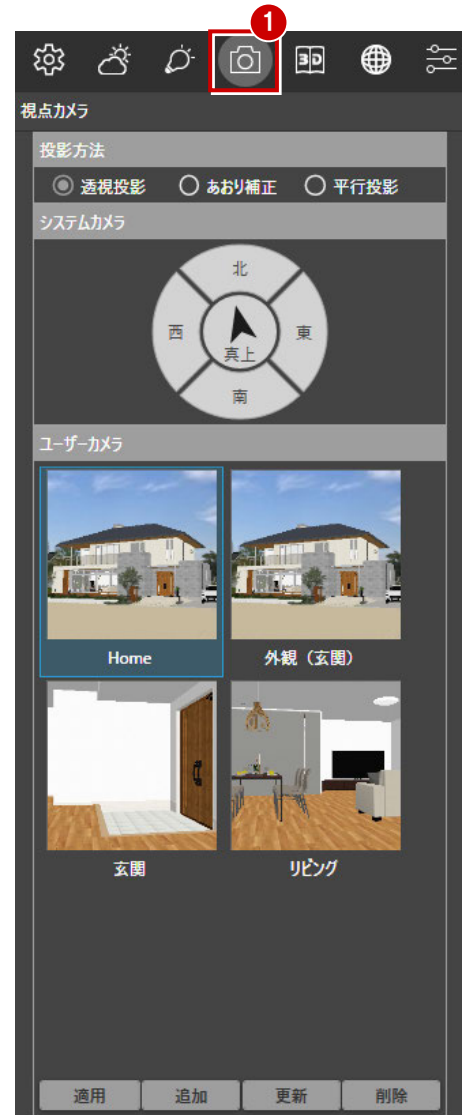 1
3D
視点カメラ
投影方法
透視投影 あおり補正 平行投影
システムカメラ
北
西 真上 東
南
ユーザーカメラ
Home 外観（玄関）
玄関 リビング
適用 追加 更新 削除